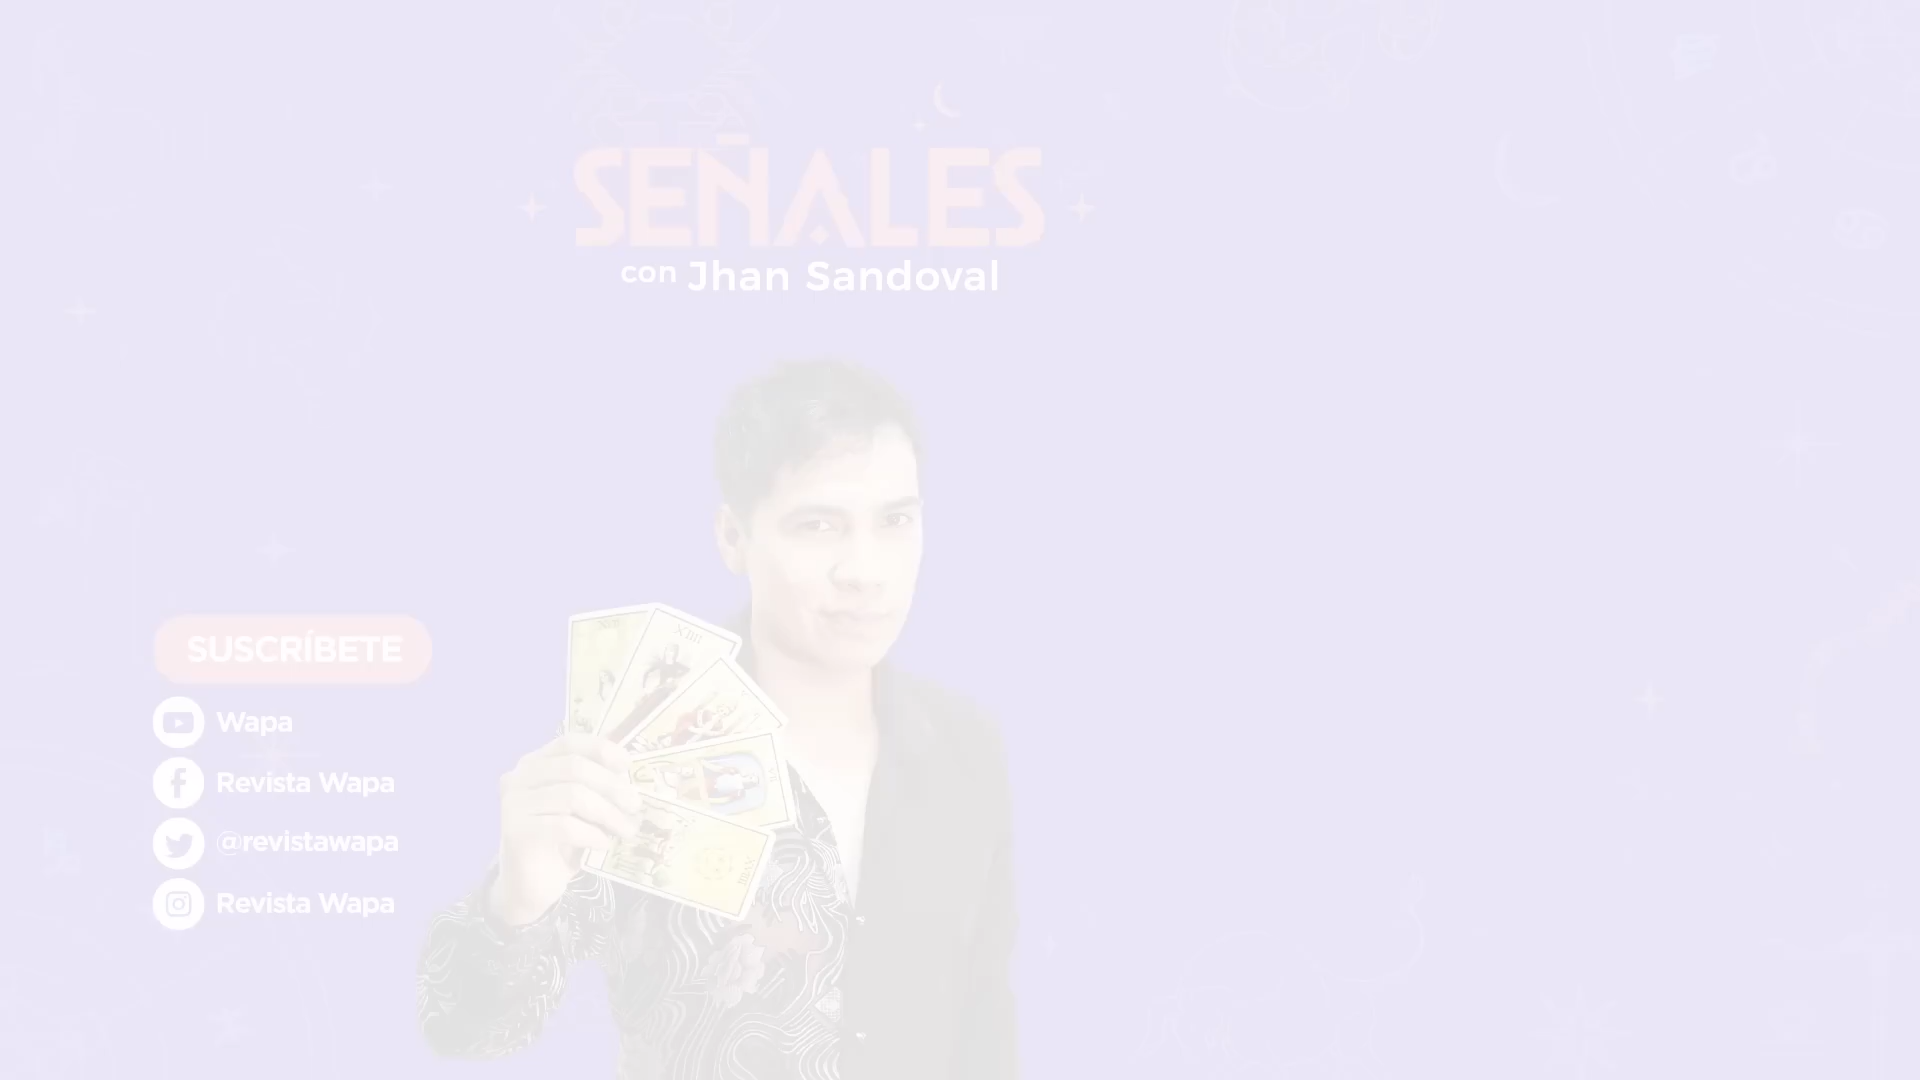 SEÑALES
con Jhan Sandoval
SUSCRÍBETE
Wapa
Revista Wapa
@revistawapa
Revista Wapa